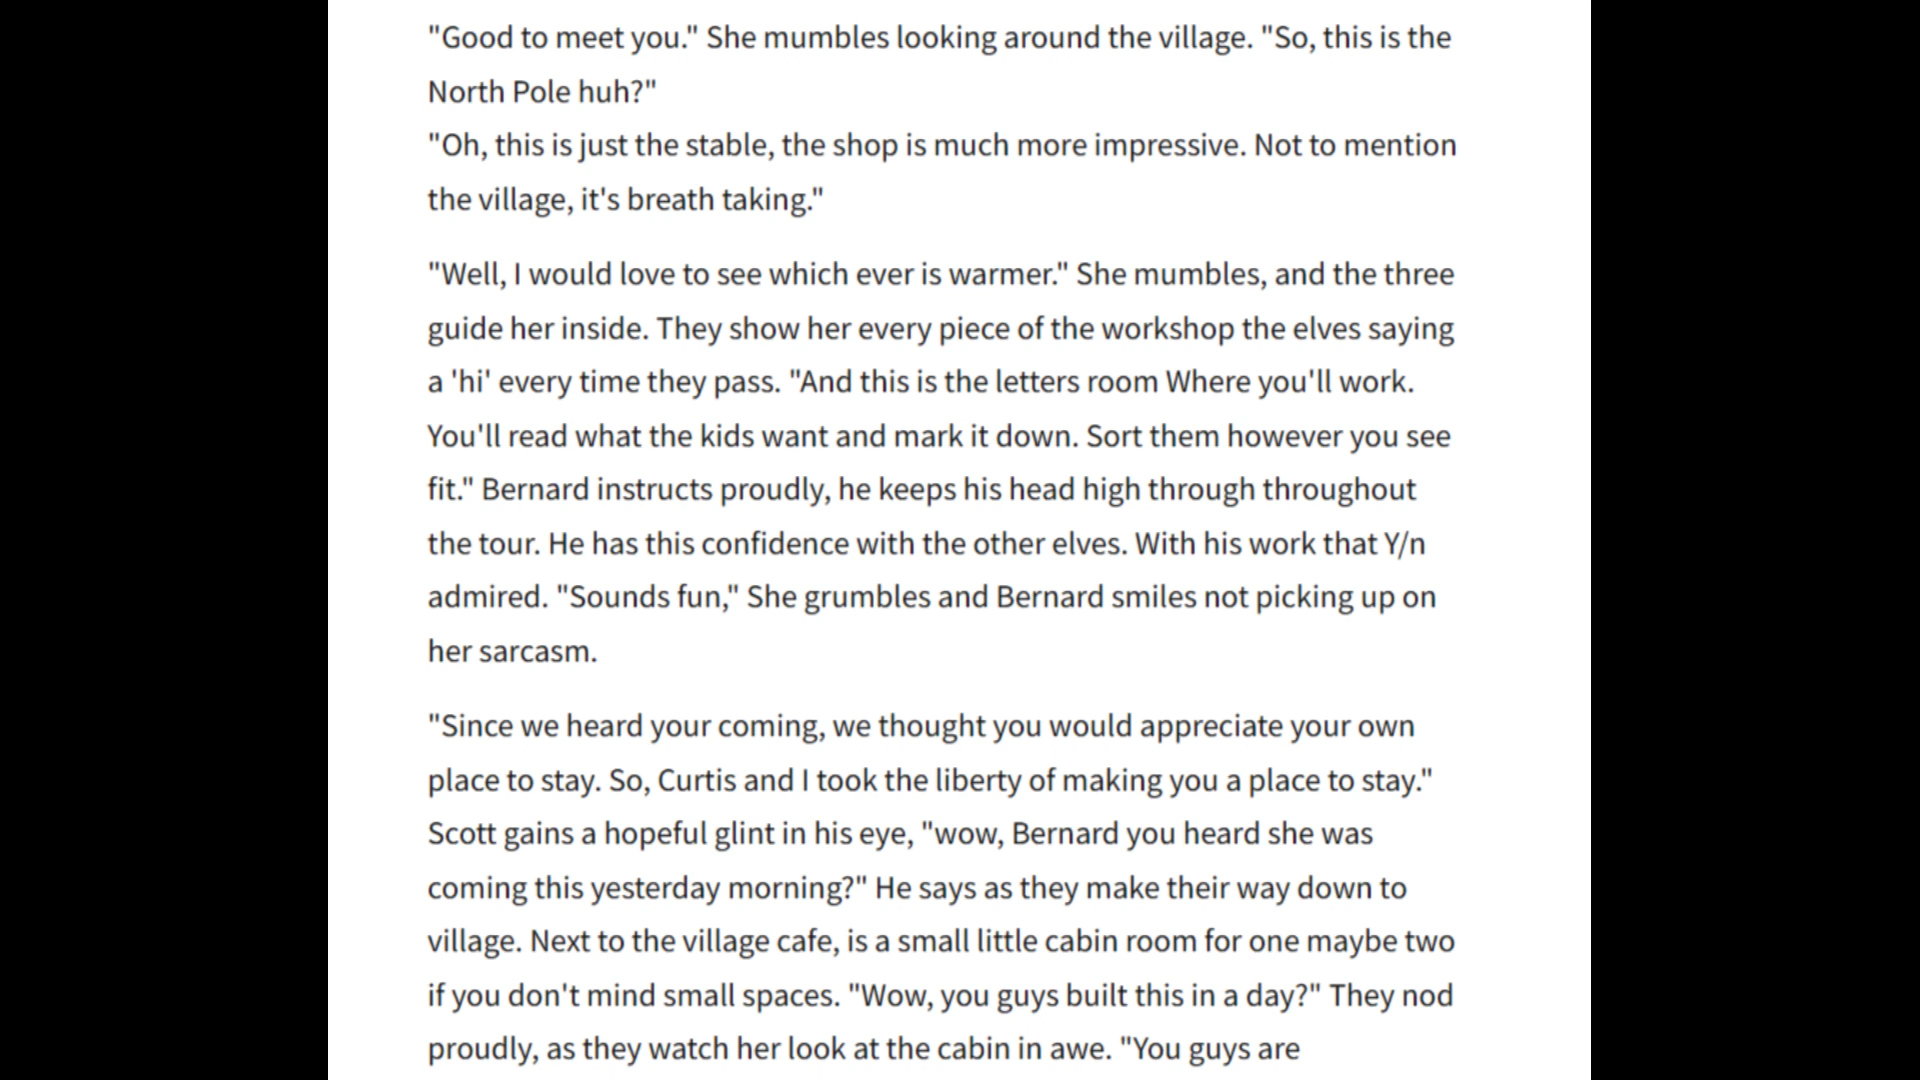 "Good to meet you." She mumbles looking around the village. "So, this is the
North Pole huh?"
"Oh, this is just the stable, the shop is much more impressive. Not to mention
the village, it's breath taking."
"Well, I would love to see which ever is warmer." She mumbles, and the three
guide her inside. They show her every piece of the workshop the elves saying
a 'hi' every time they pass. "And this is the letters room Where you'll work.
You'll read what the kids want and mark it down. Sort them however you see
fit." Bernard instructs proudly, he keeps his head high through throughout
the tour. He has this confidence with the other elves. With his work that Y/n
admired. "Sounds fun," She grumbles and Bernard smiles not picking up on
her sarcasm.
"Since we heard your coming, we thought you would appreciate your own
place to stay. So, Curtis and I took the liberty of making you a place to stay."
Scott gains a hopeful glint in his eye, "wow, Bernard you heard she was
coming this yesterday morning?" He says as they make their way down to
village. Next to the village cafe, is a small little cabin room for one maybe two
if you don't mind small spaces. "Wow, you guys built this in a day?" They nod
proudly, as they watch her look at the cabin in awe. "You guys are